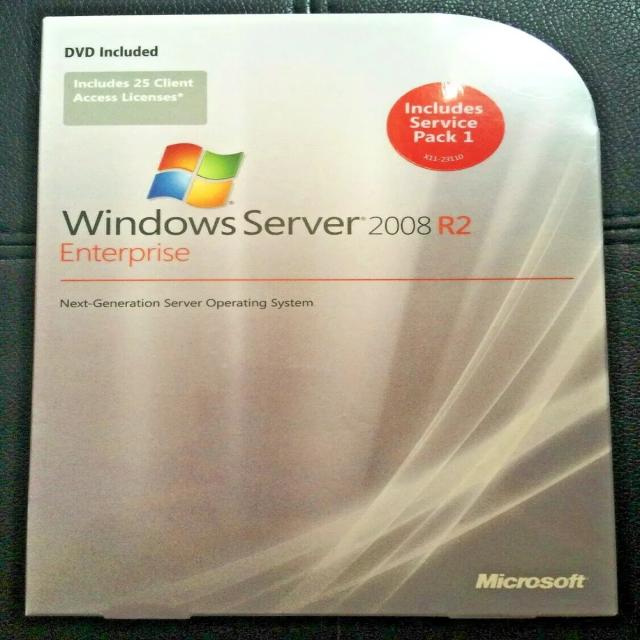 DVD Included
Includes 25 Client
Access Licenses*
Includes
Service
Pack 1
X11-23110
Windows Server® 2008 R2
Enterprise
Next-Generation Server Operating System
Microsoft®